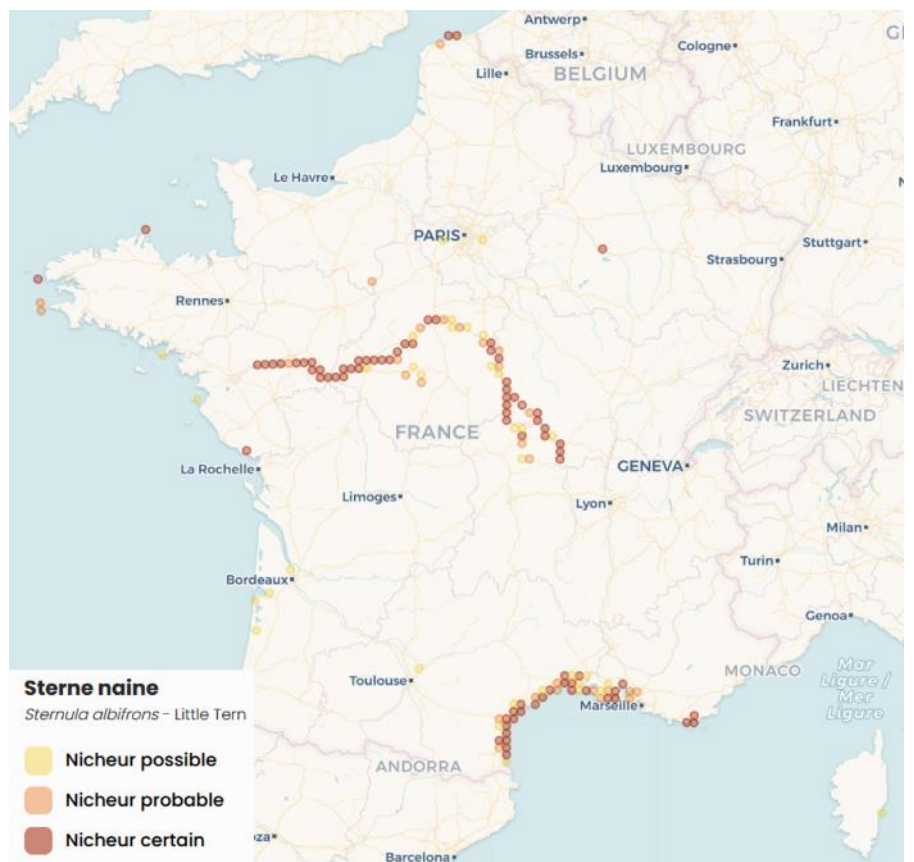 Antwerp
Brussels
BELGIUM
Lille
Cologne
GE
Frankfurt
LUXEMBOURG
Luxembourg
Le Havre
PARIS
Strasbourg
Stuttgart
Rennes
Zurich
LIECHTEN
SWITZERLAND
FRANCE
GENEVA
La Rochelle
Limoges
Lyon
Milan
Turin
Bordeaux
Genoa
MONACO
Mar
Ligure /
Mer
Ligure
Toulouse
Marseille
ANDORRA
Barcelona
za
Sterne naine
Sternula albifrons - Little Tern
Nicheur possible
Nicheur probable
Nicheur certain